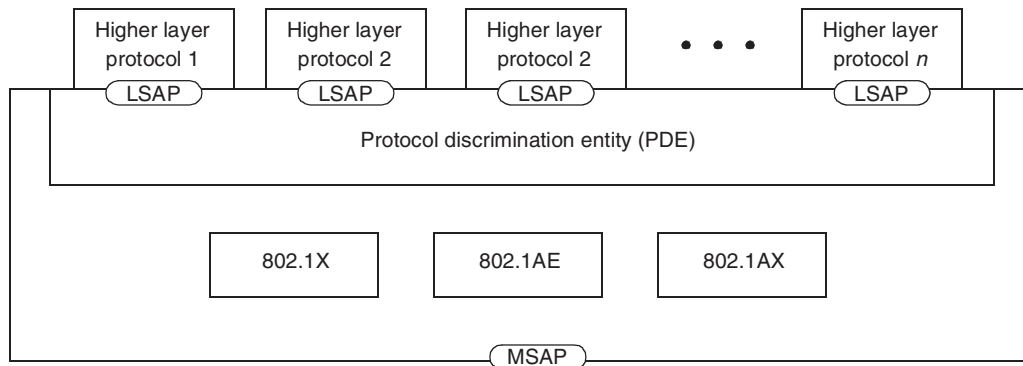 Higher layer
protocol 1
Higher layer
protocol 2
Higher layer
protocol 2
Higher layer
protocol n
LSAP
LSAP
LSAP
LSAP
Protocol discrimination entity (PDE)
802.1X
802.1AE
802.1AX
MSAP